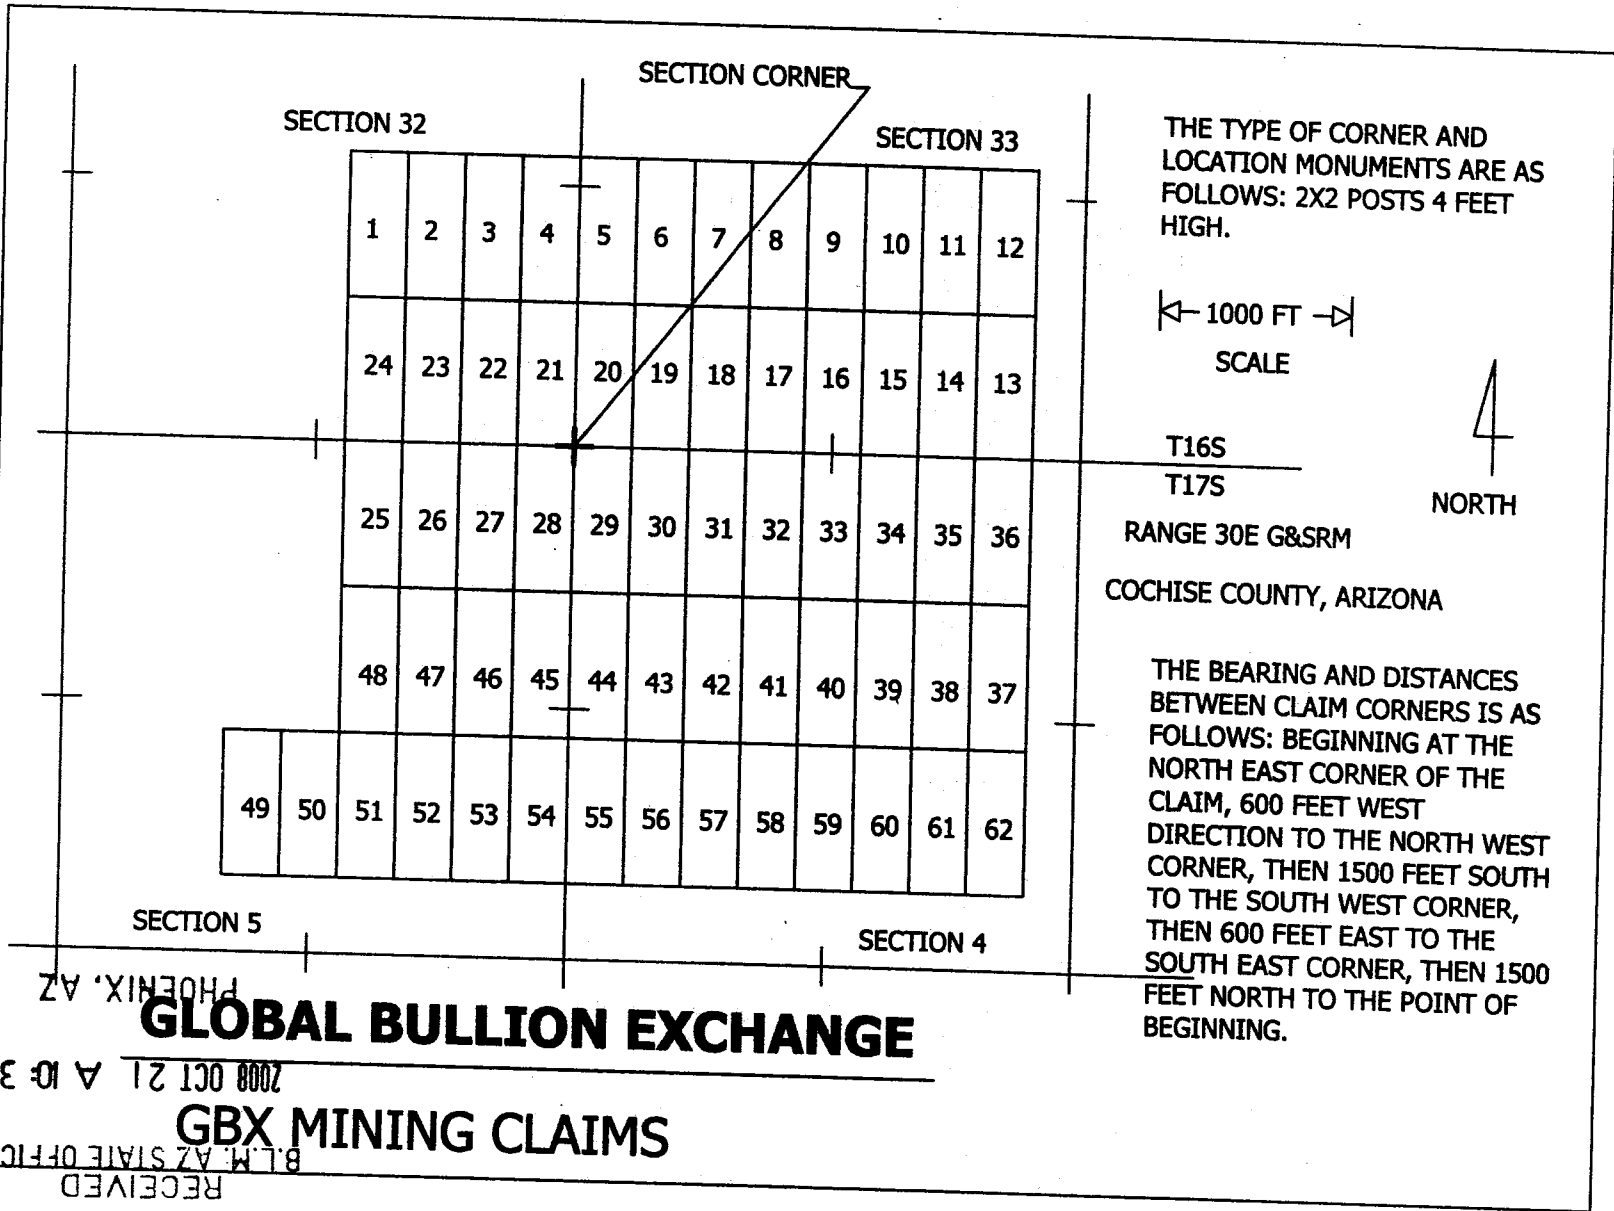 SECTION CORNER
SECTION 32
SECTION 33
1 2 3 4 5 6 7 8 9 10 11 12
24 23 22 21 20 19 18 17 16 15 14 13
25 26 27 28 29 30 31 32 33 34 35 36
48 47 46 45 44 43 42 41 40 39 38 37
49 50 51 52 53 54 55 56 57 58 59 60 61 62
SECTION 5
SECTION 4
THE TYPE OF CORNER AND
LOCATION MONUMENTS ARE AS
FOLLOWS: 2X2 POSTS 4 FEET
HIGH.
1000 FT
SCALE
NORTH
T16S
T17S
RANGE 30E G&SRM
COCHISE COUNTY, ARIZONA
THE BEARING AND DISTANCES
BETWEEN CLAIM CORNERS IS AS
FOLLOWS: BEGINNING AT THE
NORTH EAST CORNER OF THE
CLAIM, 600 FEET WEST
DIRECTION TO THE NORTH WEST
CORNER, THEN 1500 FEET SOUTH
TO THE SOUTH WEST CORNER,
THEN 600 FEET EAST TO THE
SOUTH EAST CORNER, THEN 1500
FEET NORTH TO THE POINT OF
BEGINNING.
GLOBAL BULLION EXCHANGE
GBX MINING CLAIMS
RECEIVED
B.L.M. AZ STATE OFFIC
2008 OCT 21 A 10: 3
PHOENIX, AZ